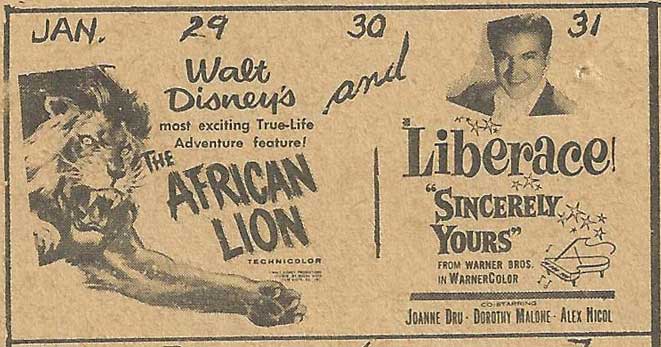 JAN. 29 30 31
Walt
Disney's
and
most exciting True-Life
Adventure feature!
THE
AFRICAN
LION
TECHNICOLOR
Liberace!
"SINCERELY
YOURS"
FROM WARNER BROS.
IN WARNERCOLOR
CO-STARRING
JOANNE DRU · DOROTHY MALONE · ALEX NICOL